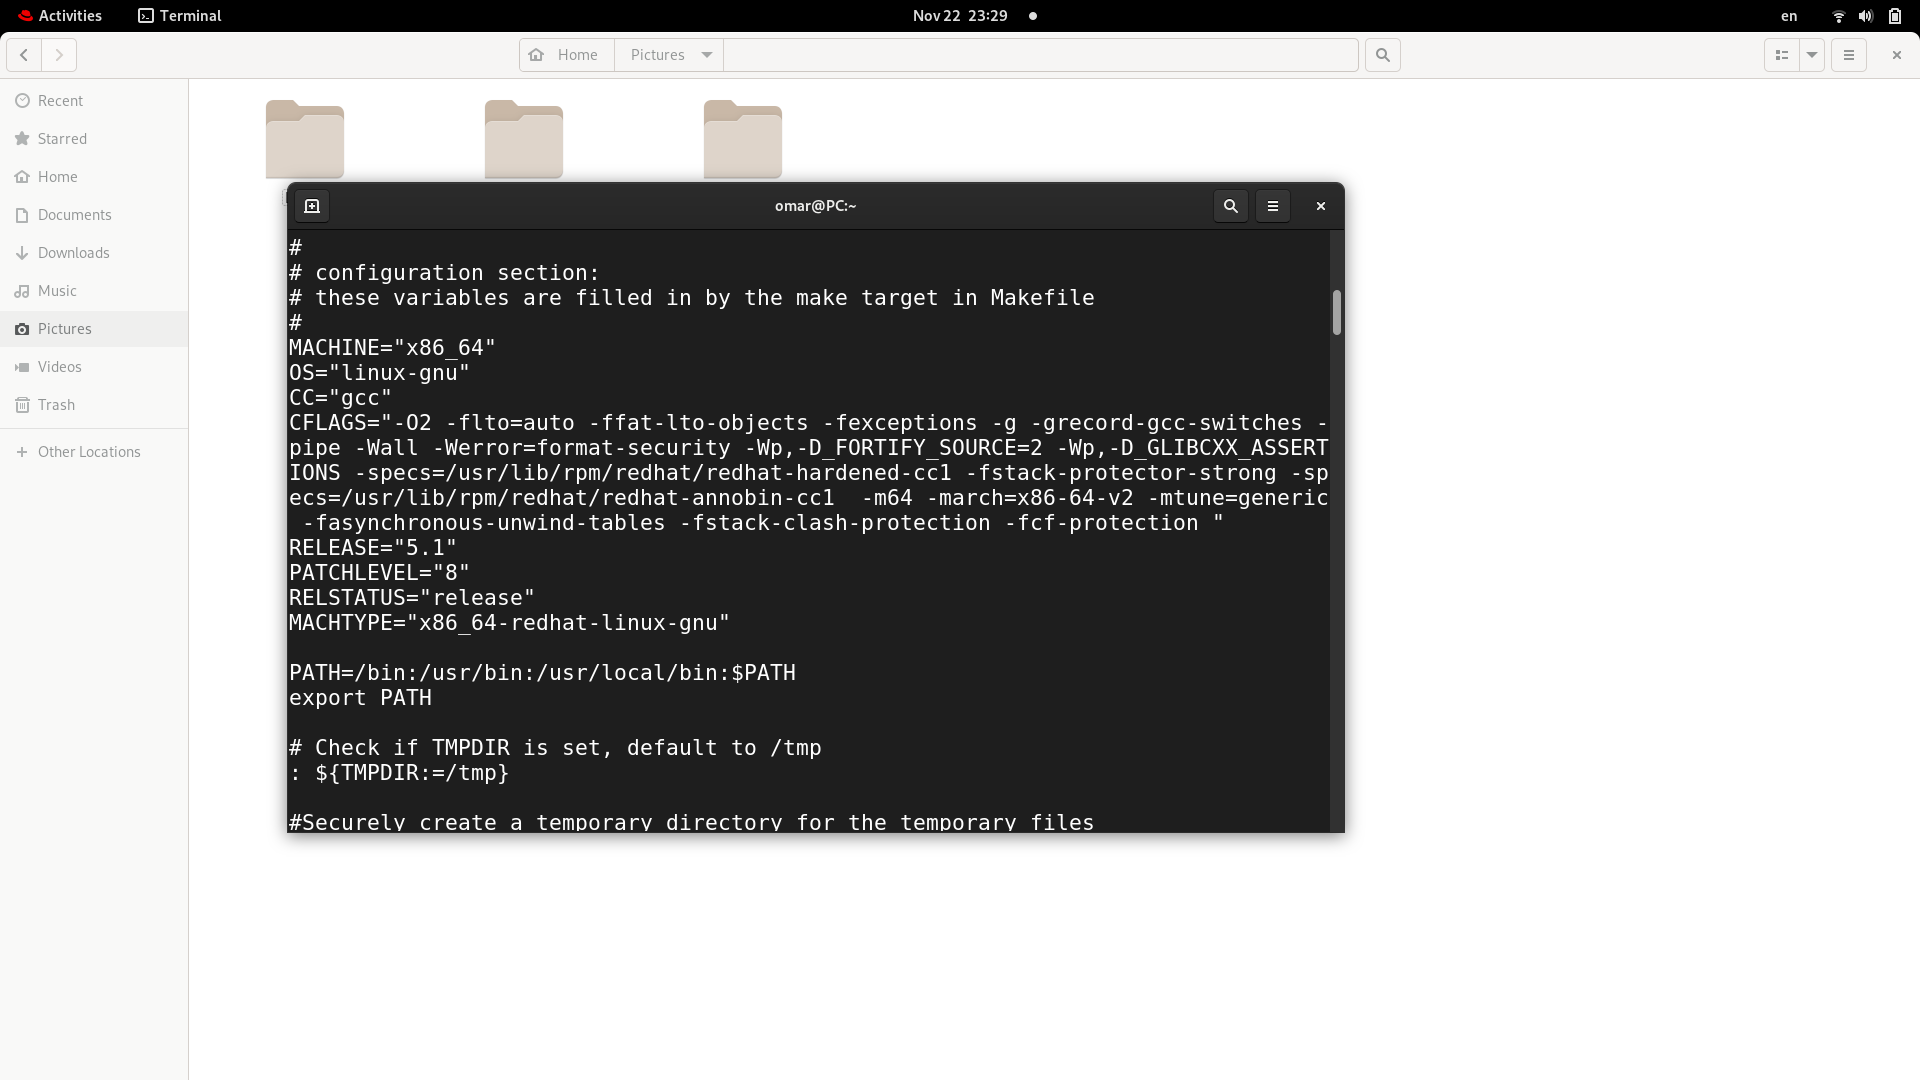 Activities
Terminal
Nov 22 23:29
en
Home
Pictures
Recent
Starred
Home
Documents
Downloads
Music
Pictures
Videos
Trash
Other Locations
omar@PC:~
#
# configuration section:
# these variables are filled in by the make target in Makefile
#
MACHINE="x86_64"
OS="linux-gnu"
CC="gcc"
CFLAGS="-O2 -flto=auto -ffat-lto-objects -fexceptions -g -grecord-gcc-switches -
pipe -Wall -Werror=format-security -Wp,-D_FORTIFY_SOURCE=2 -Wp,-D_GLIBCXX_ASSERT
IONS -specs=/usr/lib/rpm/redhat/redhat-hardened-cc1 -fstack-protector-strong -sp
ecs=/usr/lib/rpm/redhat/redhat-annobin-cc1  -m64 -march=x86-64-v2 -mtune=generic
 -fasynchronous-unwind-tables -fstack-clash-protection -fcf-protection "
RELEASE="5.1"
PATCHLEVEL="8"
RELSTATUS="release"
MACHTYPE="x86_64-redhat-linux-gnu"
PATH=/bin:/usr/bin:/usr/local/bin:$PATH
export PATH
# Check if TMPDIR is set, default to /tmp
: ${TMPDIR:=/tmp}
#Securely create a temporary directory for the temporary files